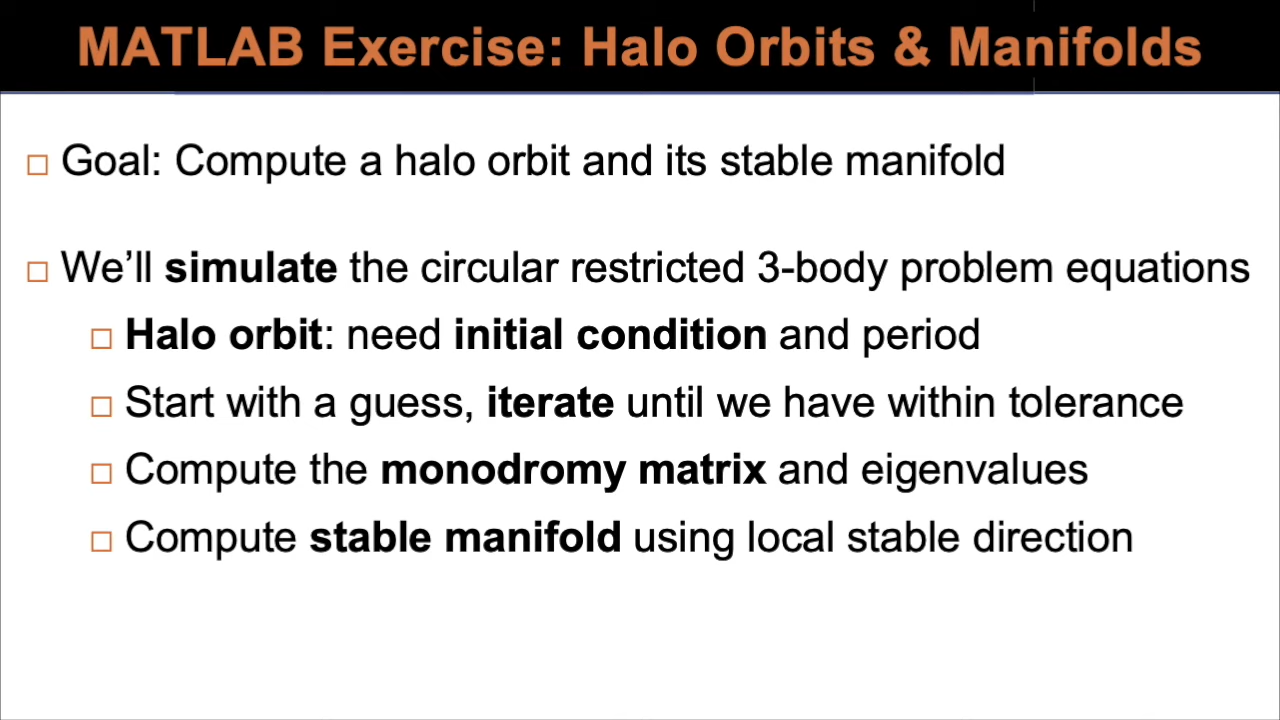 MATLAB Exercise: Halo Orbits & Manifolds
Goal: Compute a halo orbit and its stable manifold
We’ll simulate the circular restricted 3-body problem equations
Halo orbit: need initial condition and period
Start with a guess, iterate until we have within tolerance
Compute the monodromy matrix and eigenvalues
Compute stable manifold using local stable direction